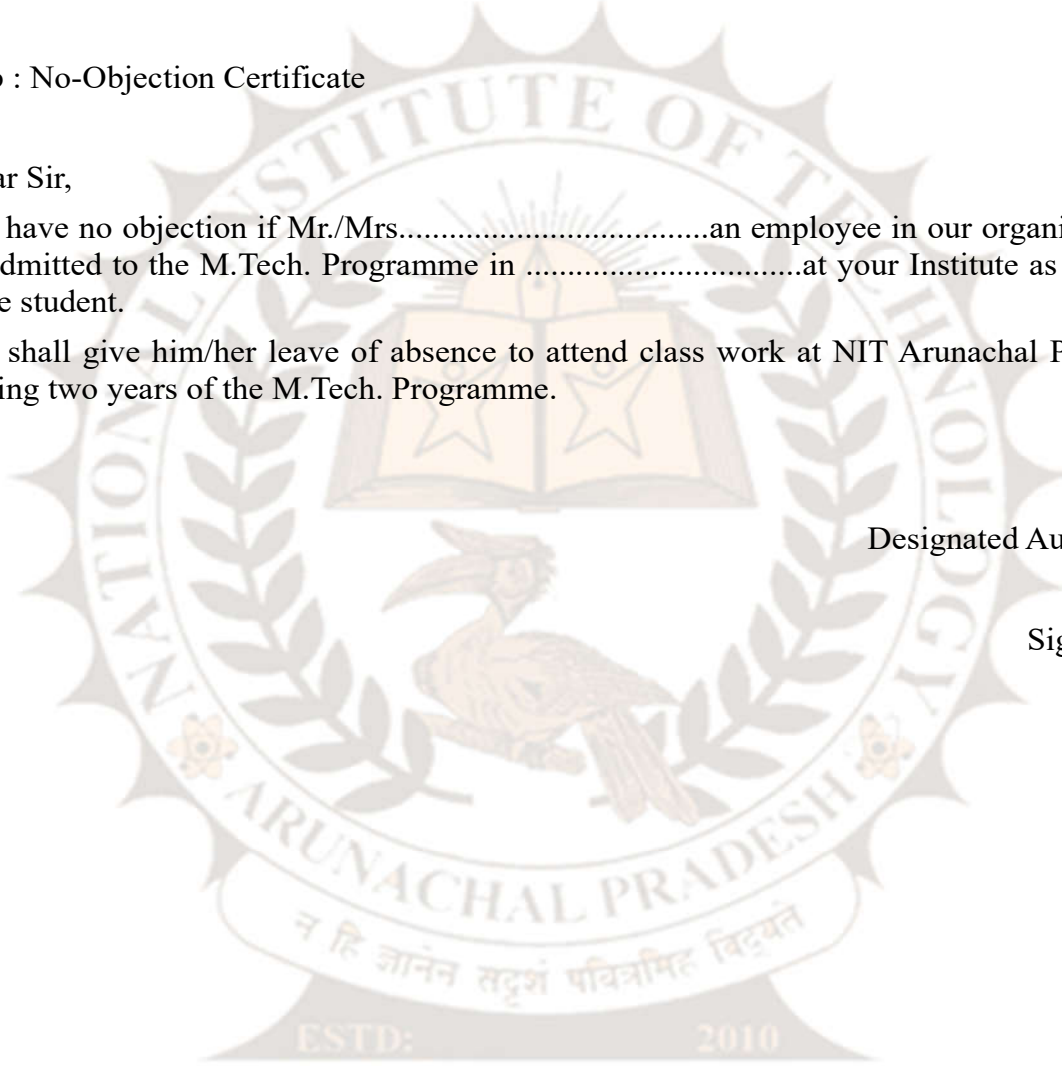 : No-Objection Certificate
ar Sir,
have no objection if Mr./Mrs.....................................an employee in our organi
dmitted to the M.Tech. Programme in .................................at your Institute as
e student.
shall give him/her leave of absence to attend class work at NIT Arunachal P
ing two years of the M.Tech. Programme.
Designated Au
Sig
NATIONAL INSTITUTE OF TECHNOLOGY
ARUNACHAL PRADESH
न हि ज्ञानेन सदृशं पवित्रमिह विद्यते
ESTD: 2010